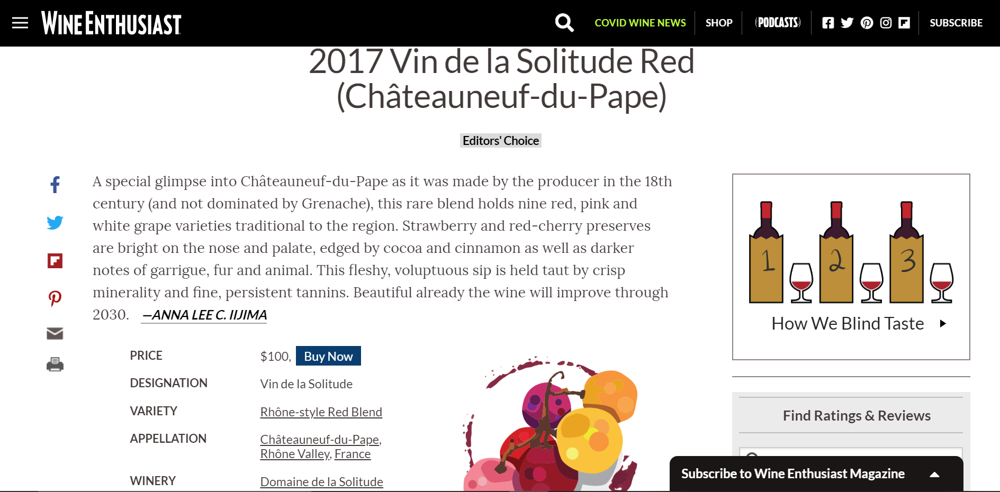 WINE ENTHUSIAST
COVID WINE NEWS
SHOP
PODCASTS
SUBSCRIBE
2017 Vin de la Solitude Red
(Châteauneuf-du-Pape)
Editors' Choice
A special glimpse into Châteauneuf-du-Pape as it was made by the producer in the 18th
century (and not dominated by Grenache), this rare blend holds nine red, pink and
white grape varieties traditional to the region. Strawberry and red-cherry preserves
are bright on the nose and palate, edged by cocoa and cinnamon as well as darker
notes of garrigue, fur and animal. This fleshy, voluptuous sip is held taut by crisp
minerality and fine, persistent tannins. Beautiful already the wine will improve through
2030. —ANNA LEE C. IIJIMA
PRICE $100, Buy Now
DESIGNATION Vin de la Solitude
VARIETY Rhône-style Red Blend
APPELLATION Châteauneuf-du-Pape,
Rhône Valley, France
WINERY Domaine de la Solitude
1 2 3
How We Blind Taste
Find Ratings & Reviews
Subscribe to Wine Enthusiast Magazine